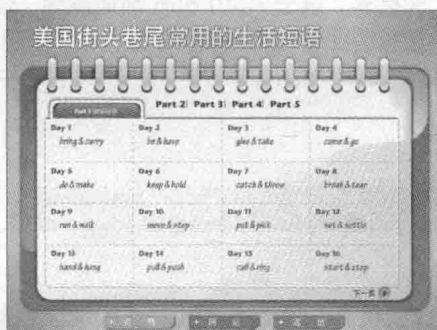 美国街头巷尾常用的生活短语
Part 1
Part 2 Part 3 Part 4 Part 5
Day 1 Day 2 Day 3 Day 4
bring & carry be & have give & take come & go
Day 5 Day 6 Day 7 Day 8
do & make keep & hold catch & throw break & tear
Day 9 Day 10 Day 11 Day 12
run & walk move & step put & pick set & settle
Day 13 Day 14 Day 15 Day 16
hand & hang pull & push call & ring start & stop
下一页